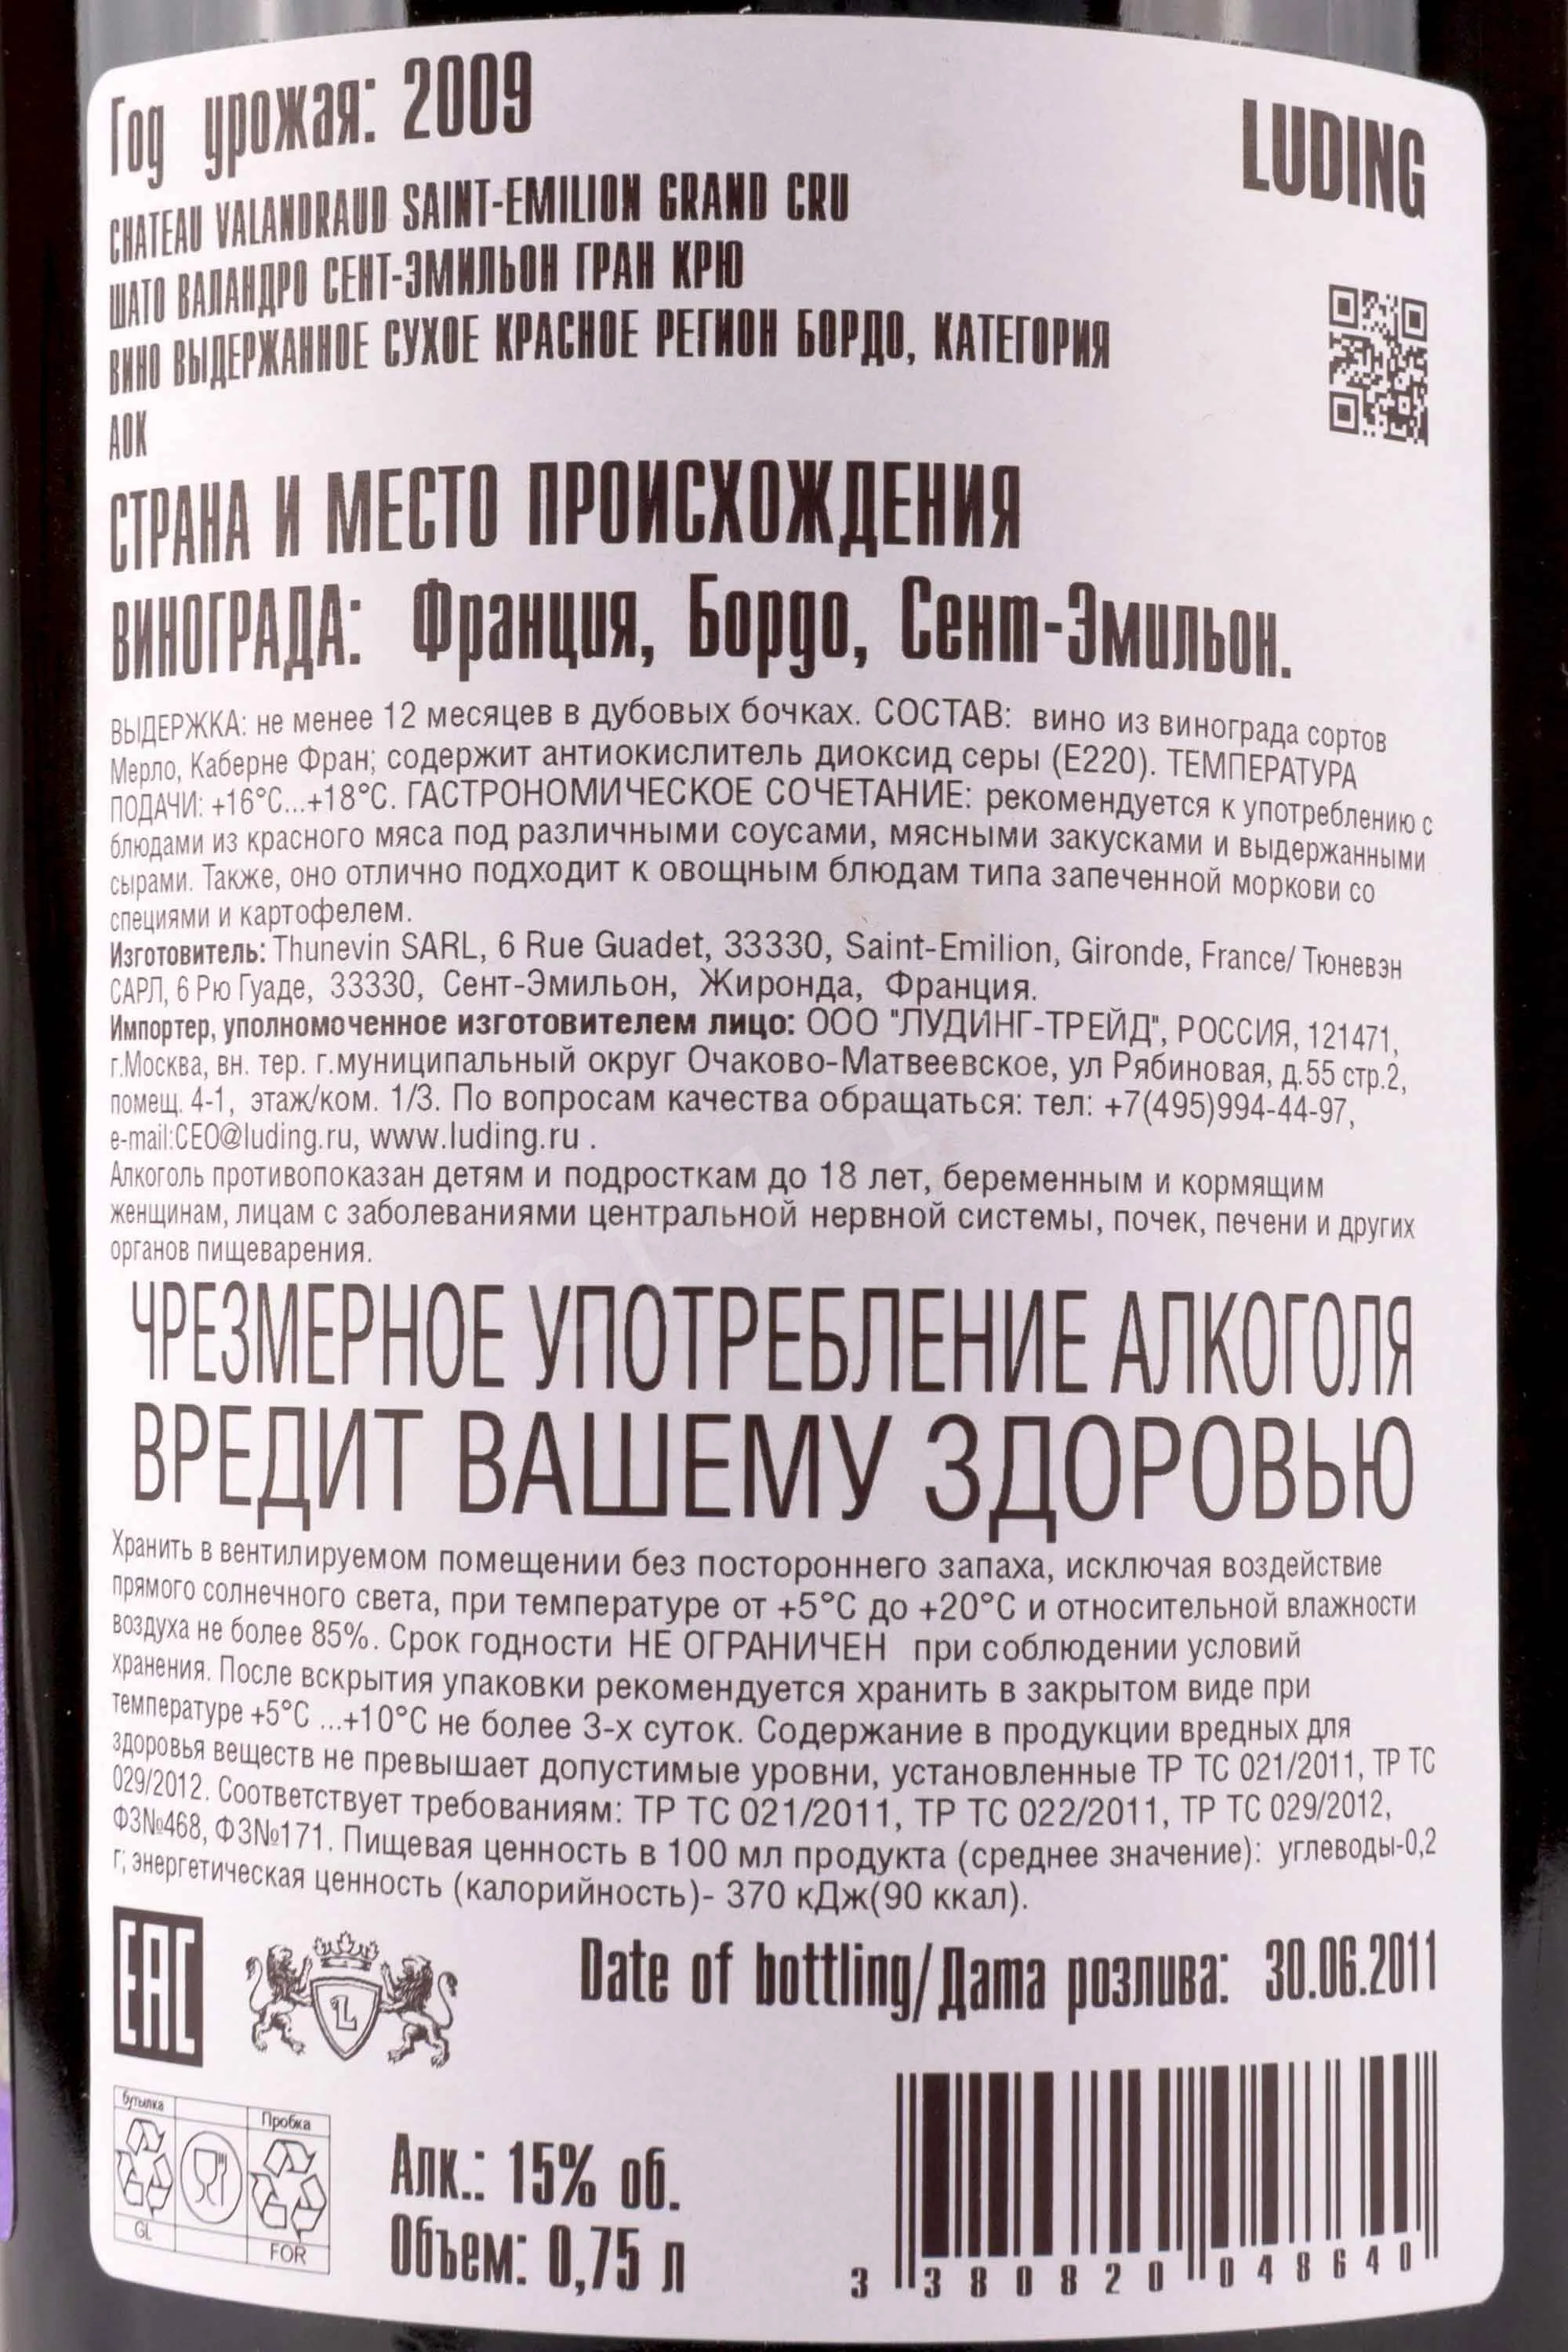 Год урожая: 2009
LUDING
CHATEAU VALANDRAUD SAINT-EMILION GRAND CRU
ШАТО ВАЛАНДРО СЕНТ-ЭМИЛЬОН ГРАН КРЮ
ВИНО ВЫДЕРЖАННОЕ СУХОЕ КРАСНОЕ РЕГИОН БОРДО, КАТЕГОРИЯ
АОК
СТРАНА И МЕСТО ПРОИСХОЖДЕНИЯ
ВИНОГРАДА: Франция, Бордо, Сент-Эмильон.
ВЫДЕРЖКА: не менее 12 месяцев в дубовых бочках. СОСТАВ: вино из винограда сортов
Мерло, Каберне Фран; содержит антиокислитель диоксид серы (Е220). ТЕМПЕРАТУРА
ПОДАЧИ: +16°С...+18°С. ГАСТРОНОМИЧЕСКОЕ СОЧЕТАНИЕ: рекомендуется к употреблению с
блюдами из красного мяса под различными соусами, мясными закусками и выдержанными
сырами. Также, оно отлично подходит к овощным блюдам типа запеченной моркови со
специями и картофелем.
Изготовитель: Thunevin SARL, 6 Rue Guadet, 33330, Saint-Emilion, Gironde, France/ Тюневэн
САРЛ, 6 Рю Гуаде, 33330, Сент-Эмильон, Жиронда, Франция.
Импортер, уполномоченное изготовителем лицо: ООО "ЛУДИНГ-ТРЕЙД", РОССИЯ, 121471,
г.Москва, вн. тер. г.муниципальный округ Очаково-Матвеевское, ул Рябиновая, д.55 стр.2,
помещ. 4-1, этаж/ком. 1/3. По вопросам качества обращаться: тел: +7(495)994-44-97,
e-mail:CEO@luding.ru, www.luding.ru .
Алкоголь противопоказан детям и подросткам до 18 лет, беременным и кормящим
женщинам, лицам с заболеваниями центральной нервной системы, почек, печени и других
органов пищеварения.
ЧРЕЗМЕРНОЕ УПОТРЕБЛЕНИЕ АЛКОГОЛЯ
ВРЕДИТ ВАШЕМУ ЗДОРОВЬЮ
Хранить в вентилируемом помещении без постороннего запаха, исключая воздействие
прямого солнечного света, при температуре от +5°С до +20°С и относительной влажности
воздуха не более 85%. Срок годности НЕ ОГРАНИЧЕН при соблюдении условий
хранения. После вскрытия упаковки рекомендуется хранить в закрытом виде при
температуре +5°С ...+10°С не более 3-х суток. Содержание в продукции вредных для
здоровья веществ не превышает допустимые уровни, установленные ТР ТС 021/2011, ТР ТС
029/2012. Соответствует требованиям: ТР ТС 021/2011, ТР ТС 022/2011, ТР ТС 029/2012,
ФЗ№468, ФЗ№171. Пищевая ценность в 100 мл продукта (среднее значение): углеводы-0,2
г; энергетическая ценность (калорийность)- 370 кДж(90 ккал).
EAC
L
Date of bottling/Дата розлива: 30.06.2011
бутылка
Пробка
GL
FOR
Алк.: 15% об.
Объем: 0,75 л
3 380820 048640